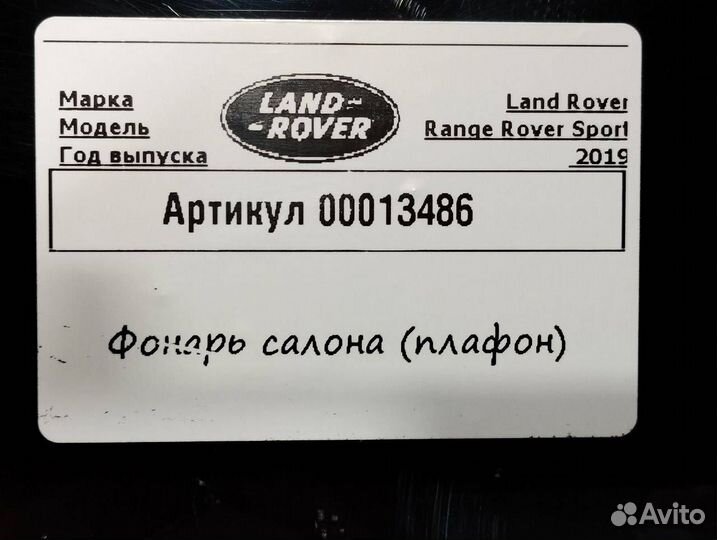 Марка
LAND-
-ROVER
Land Rover
Модель
Range Rover Sport
Год выпуска
2019
Артикул 00013486
Фонарь салона (плафон)
Avito